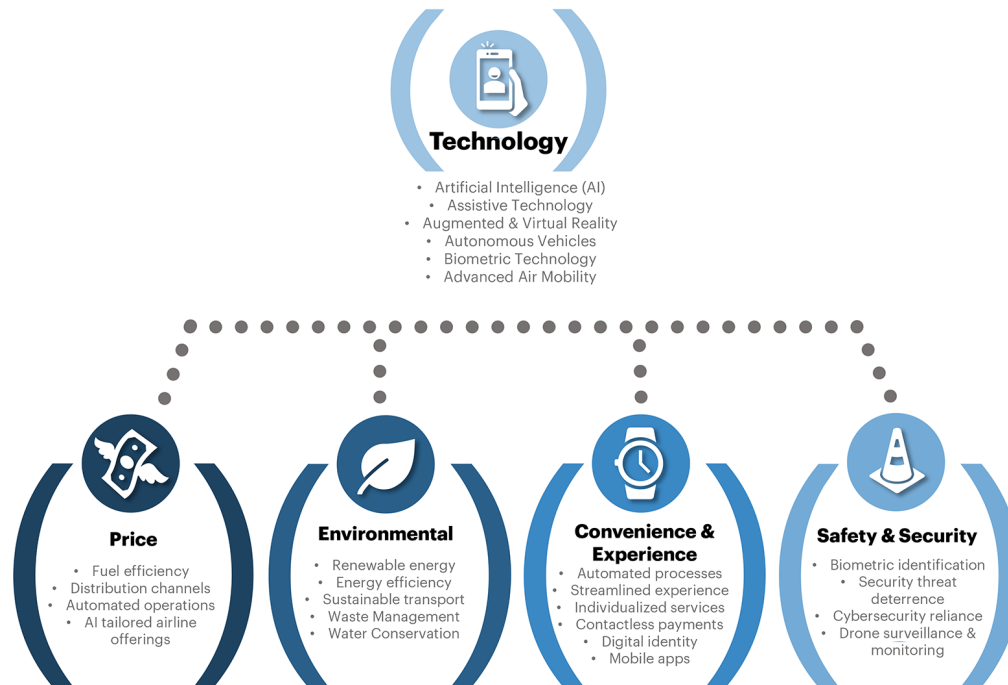 Technology
• Artificial Intelligence (AI)
• Assistive Technology
• Augmented & Virtual Reality
• Autonomous Vehicles
• Biometric Technology
• Advanced Air Mobility
Price
• Fuel efficiency
• Distribution channels
• Automated operations
• AI tailored airline
offerings
Environmental
• Renewable energy
• Energy efficiency
• Sustainable transport
• Waste Management
• Water Conservation
Convenience &
Experience
• Automated processes
• Streamlined experience
• Individualized services
• Contactless payments
• Digital identity
• Mobile apps
Safety & Security
• Biometric identification
• Security threat
deterrence
• Cybersecurity reliance
• Drone surveillance &
monitoring